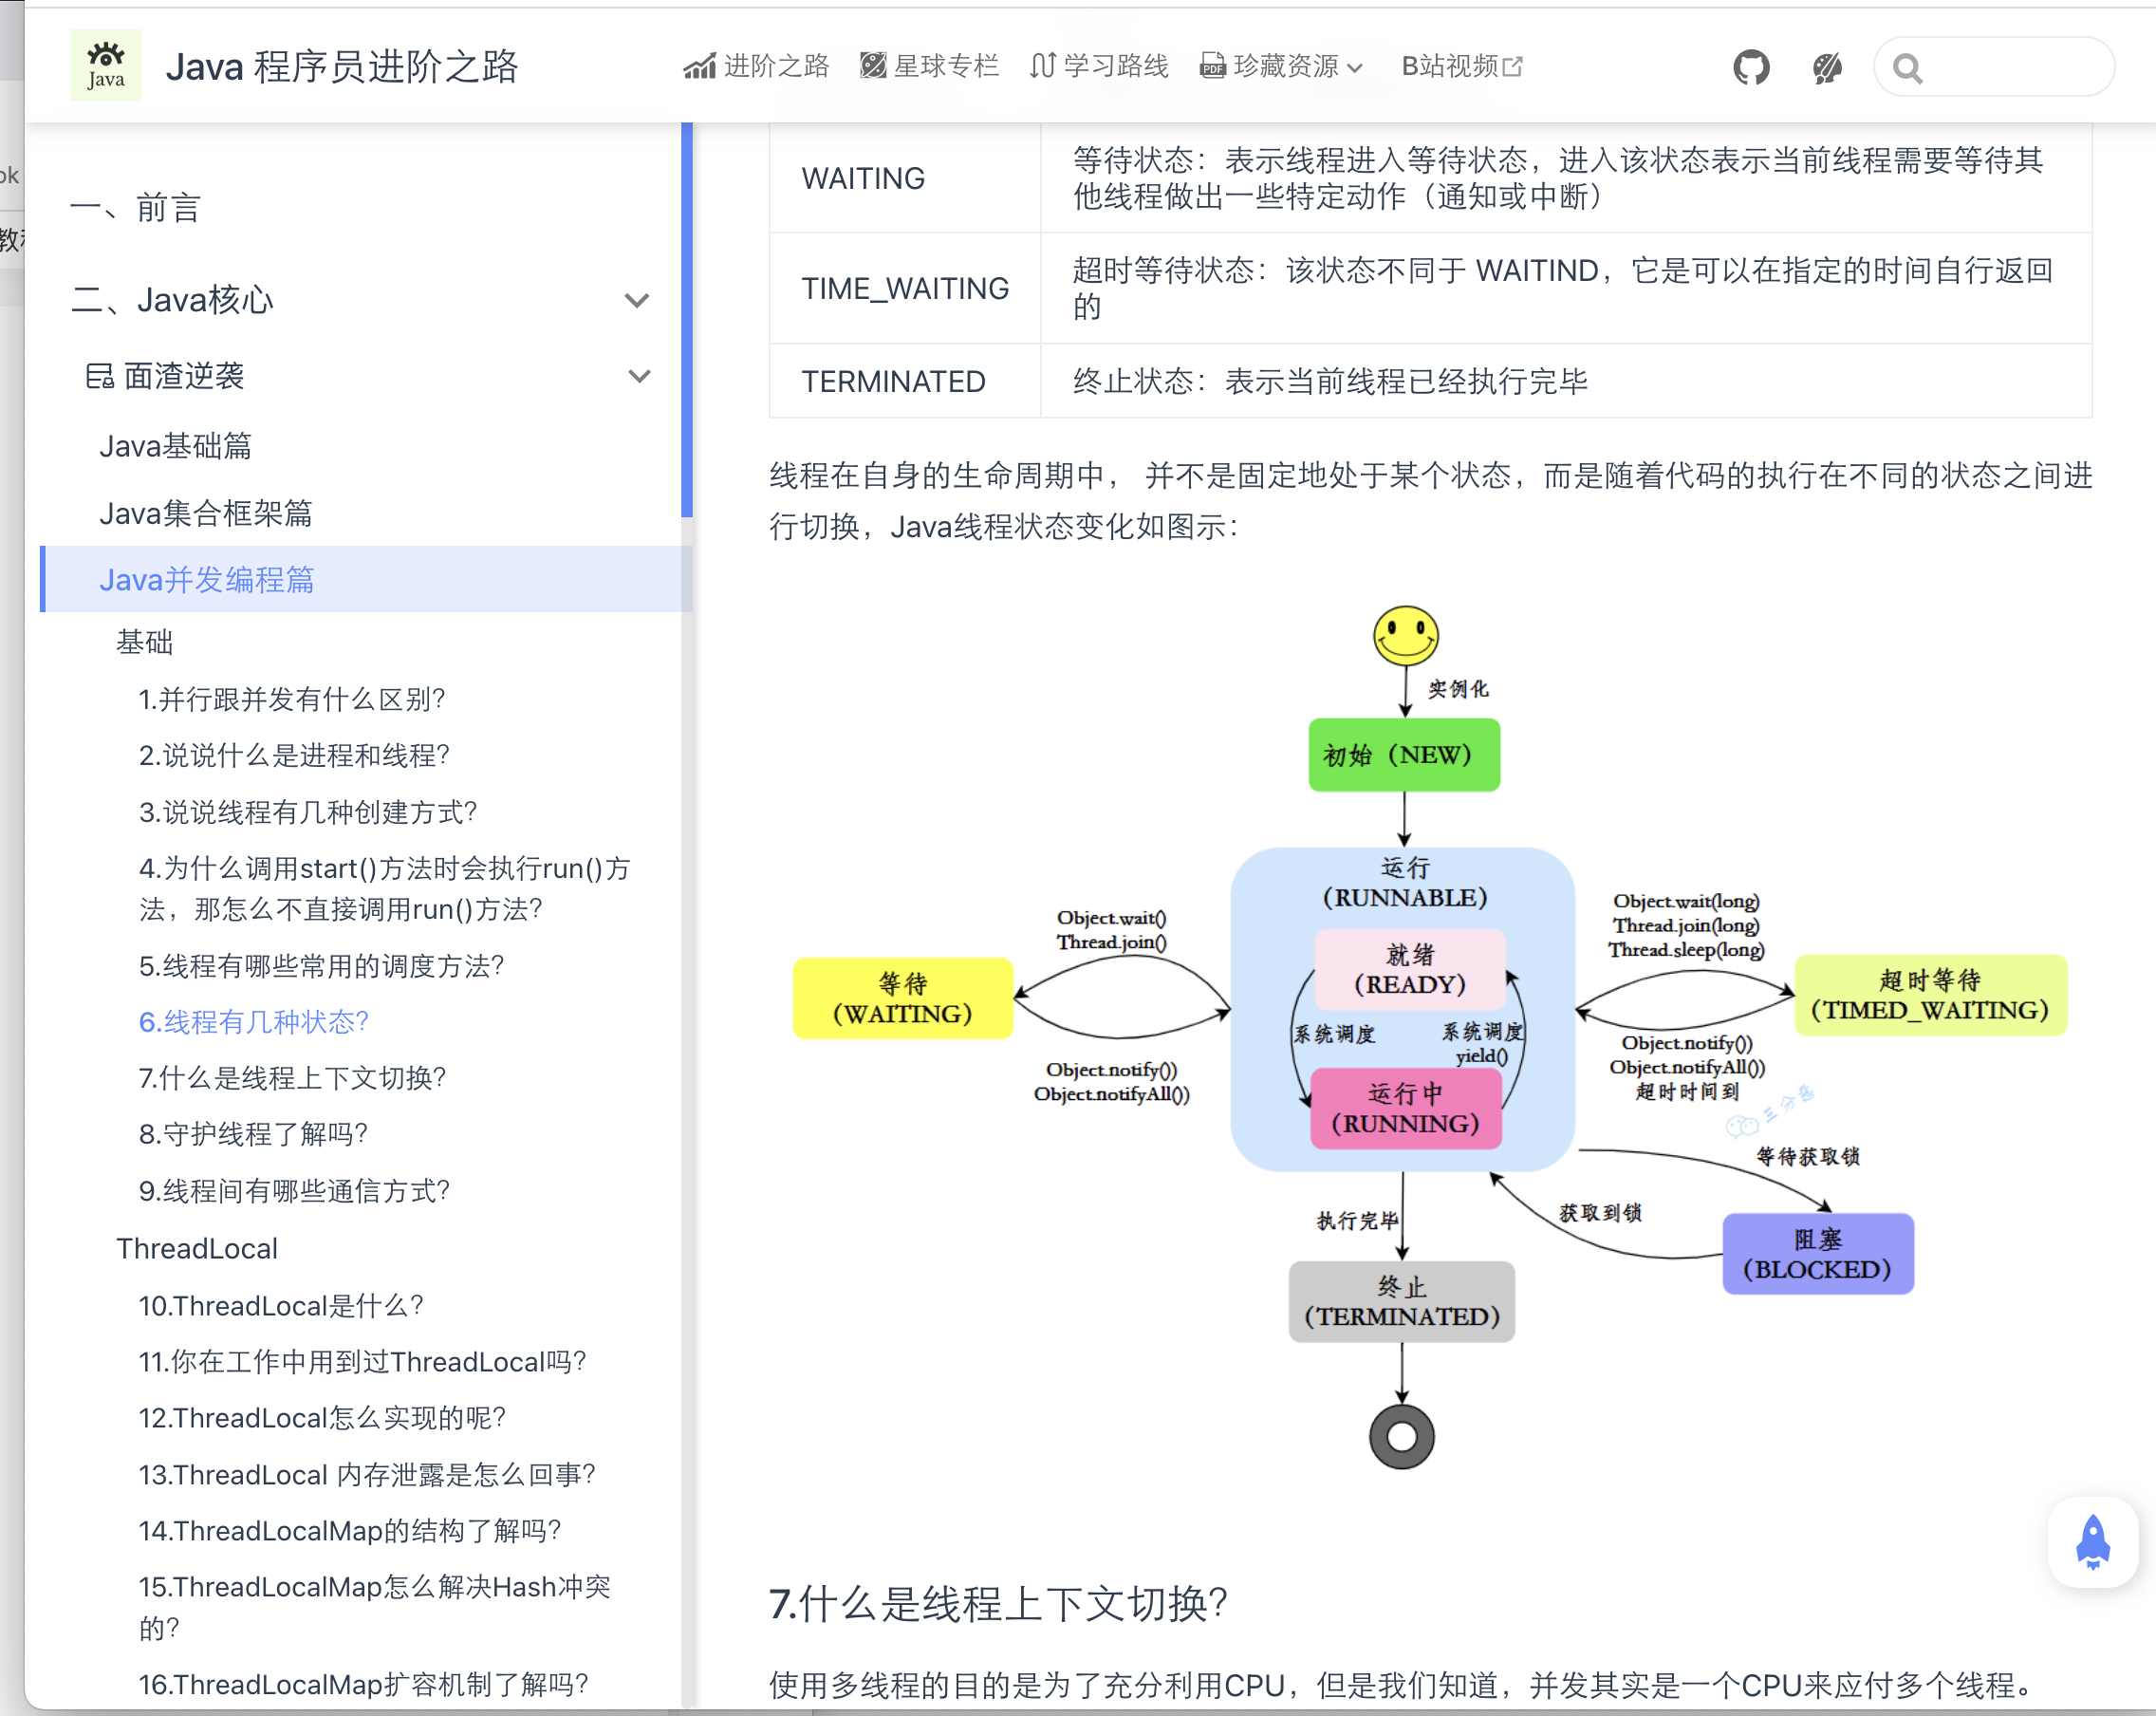 Java
Java 程序员进阶之路
进阶之路
星球专栏
学习路线
PDF
珍藏资源
B站视频
ok
一、前言
二、Java核心
面渣逆袭
Java基础篇
Java集合框架篇
Java并发编程篇
基础
1.并行跟并发有什么区别？
2.说说什么是进程和线程？
3.说说线程有几种创建方式？
4.为什么调用start()方法时会执行run()方
法，那怎么不直接调用run()方法？
5.线程有哪些常用的调度方法？
6.线程有几种状态？
7.什么是线程上下文切换？
8.守护线程了解吗？
9.线程间有哪些通信方式？
ThreadLocal
10.ThreadLocal是什么？
11.你在工作中用到过ThreadLocal吗？
12.ThreadLocal怎么实现的呢？
13.ThreadLocal 内存泄露是怎么回事？
14.ThreadLocalMap的结构了解吗？
15.ThreadLocalMap怎么解决Hash冲突
的？
16.ThreadLocalMap扩容机制了解吗？
WAITING
等待状态：表示线程进入等待状态，进入该状态表示当前线程需要等待其
他线程做出一些特定动作（通知或中断）
TIME_WAITING
超时等待状态：该状态不同于 WAITIND，它是可以在指定的时间自行返回
的
TERMINATED
终止状态：表示当前线程已经执行完毕
线程在自身的生命周期中， 并不是固定地处于某个状态，而是随着代码的执行在不同的状态之间进
行切换，Java线程状态变化如图示：
实例化
初始（NEW）
运行
（RUNNABLE）
就绪
（READY）
系统调度
系统调度
yield()
运行中
（RUNNING）
Object.wait()
Thread.join()
等待
（WAITING）
Object.notify())
Object.notifyAll())
Object.wait(long)
Thread.join(long)
Thread.sleep(long)
超时等待
（TIMED_WAITING）
Object.notify())
Object.notifyAll())
超时时间到
三分恶
等待获取锁
获取到锁
阻塞
（BLOCKED）
执行完毕
终止
（TERMINATED）
7.什么是线程上下文切换？
使用多线程的目的是为了充分利用CPU，但是我们知道，并发其实是一个CPU来应付多个线程。